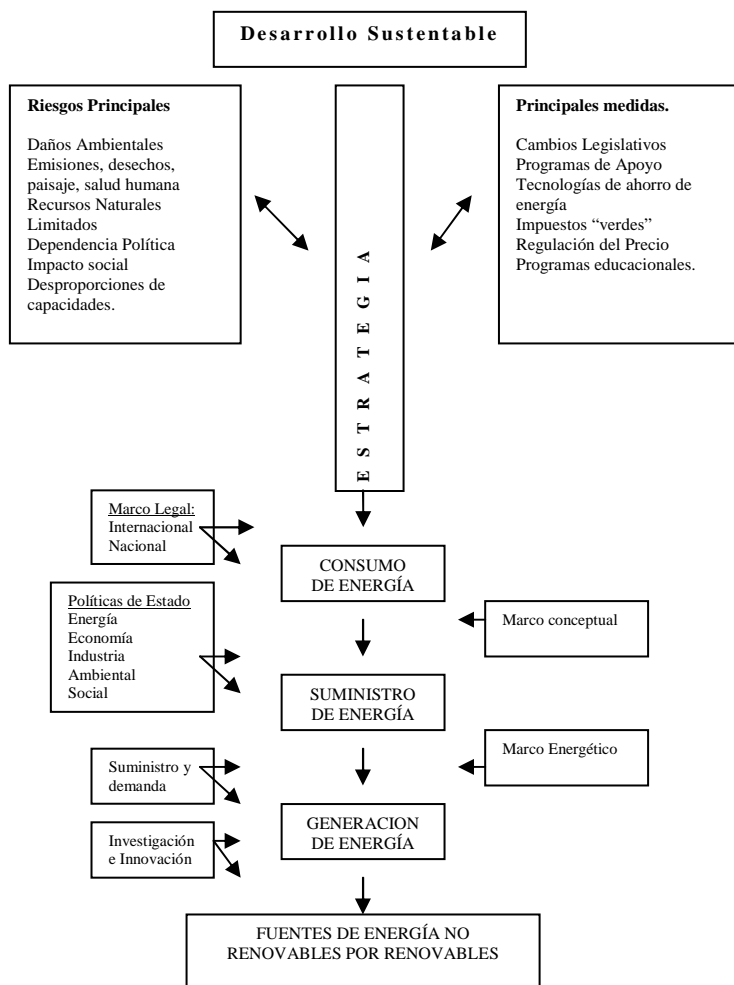 Desarrollo Sustentable
Riesgos Principales
Daños Ambientales
Emisiones, desechos,
paisaje, salud humana
Recursos Naturales
Limitados
Dependencia Política
Impacto social
Desproporciones de
capacidades.
ESTRATEGIA
Principales medidas.
Cambios Legislativos
Programas de Apoyo
Tecnologías de ahorro de
energía
Impuestos “verdes”
Regulación del Precio
Programas educacionales.
Marco Legal:
Internacional
Nacional
CONSUMO
DE ENERGÍA
Políticas de Estado
Energía
Economía
Industria
Ambiental
Social
Marco conceptual
SUMINISTRO
DE ENERGÍA
Marco Energético
Suministro y
demanda
GENERACION
DE ENERGÍA
Investigación
e Innovación
FUENTES DE ENERGÍA NO
RENOVABLES POR RENOVABLES